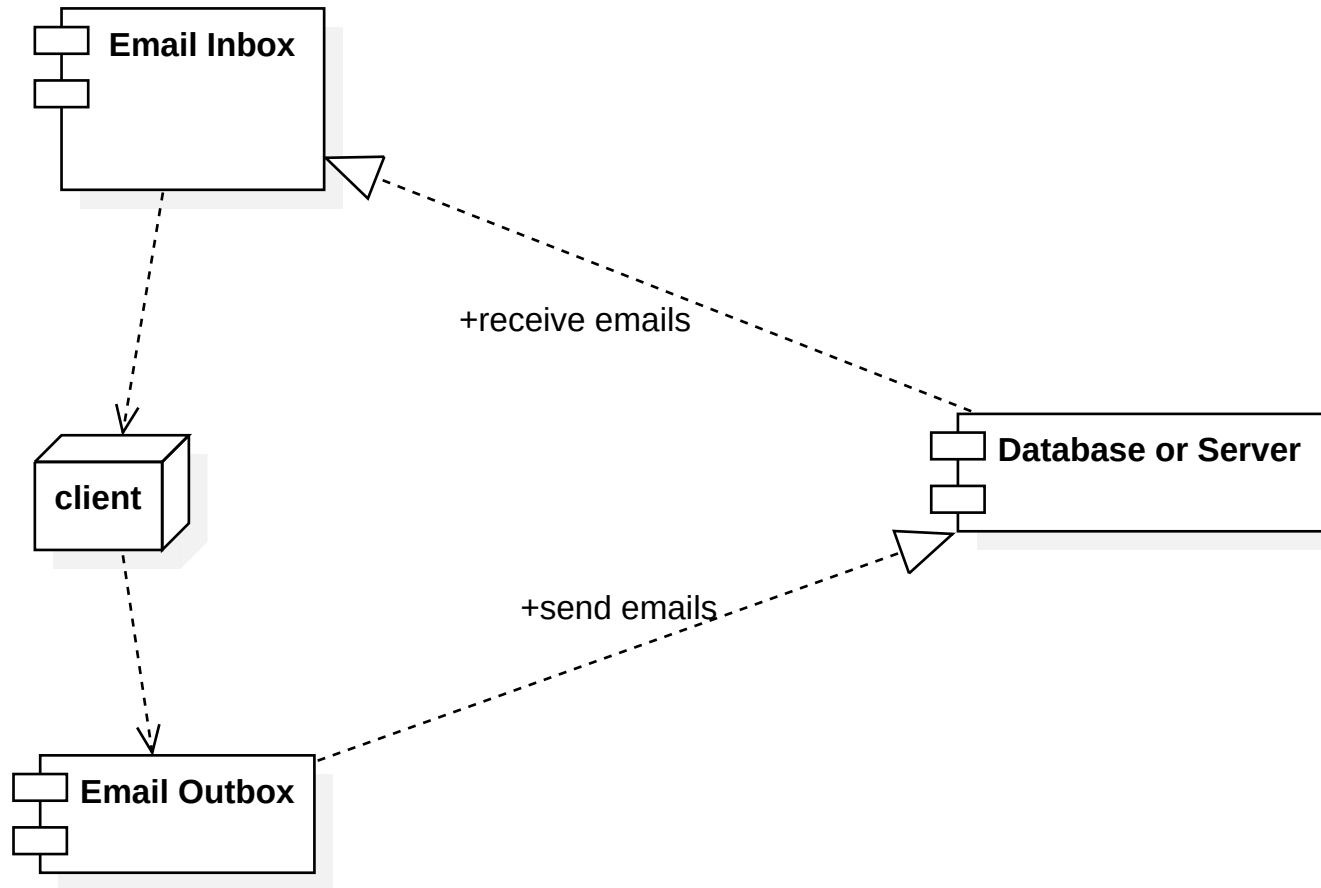 Email Inbox
+receive emails
Database or Server
client
+send emails
Email Outbox